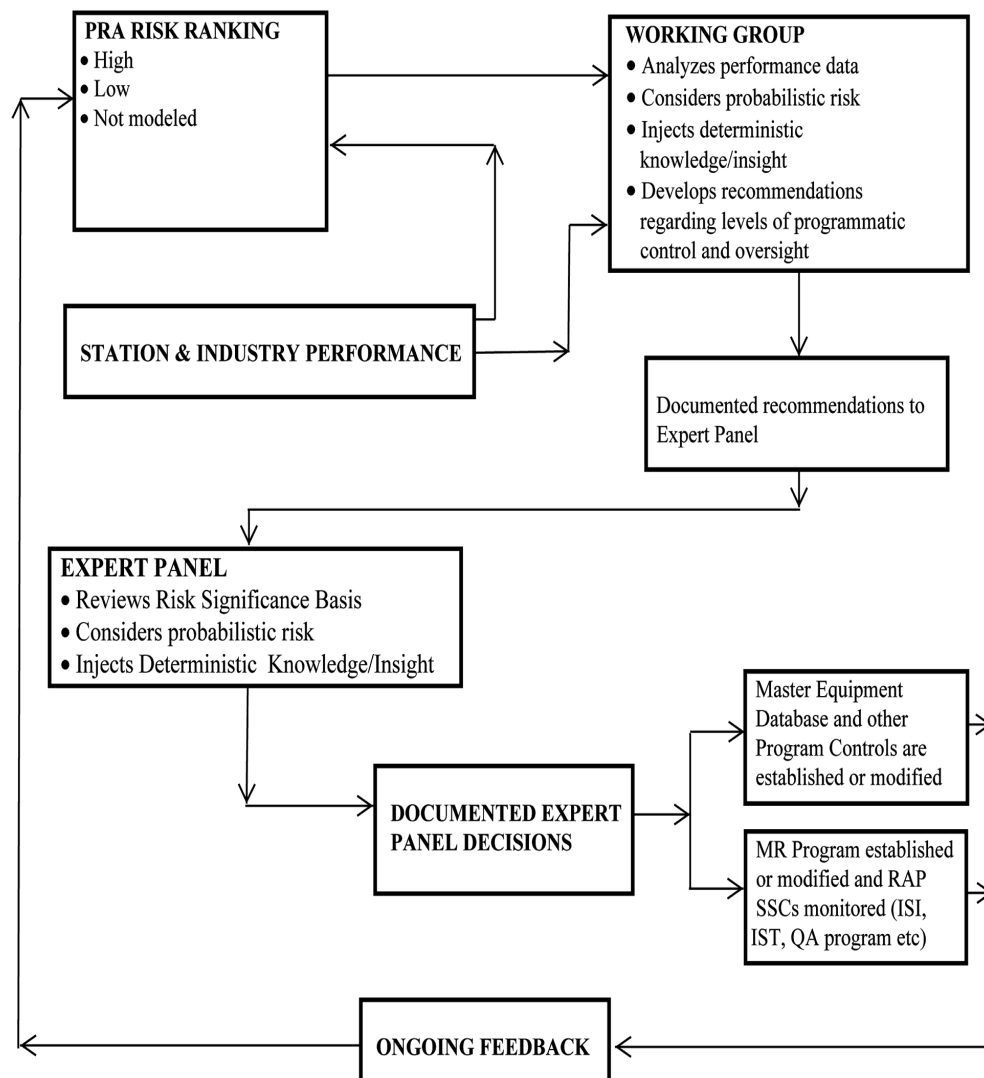 PRA RISK RANKING
• High
• Low
• Not modeled
WORKING GROUP
• Analyzes performance data
• Considers probabilistic risk
• Injects deterministic
knowledge/insight
• Develops recommendations
regarding levels of programmatic
control and oversight
STATION & INDUSTRY PERFORMANCE
Documented recommendations to
Expert Panel
EXPERT PANEL
• Reviews Risk Significance Basis
• Considers probabilistic risk
• Injects Deterministic Knowledge/Insight
DOCUMENTED EXPERT
PANEL DECISIONS
Master Equipment
Database and other
Program Controls are
established or modified
MR Program established
or modified and RAP
SSCs monitored (ISI,
IST, QA program etc)
ONGOING FEEDBACK